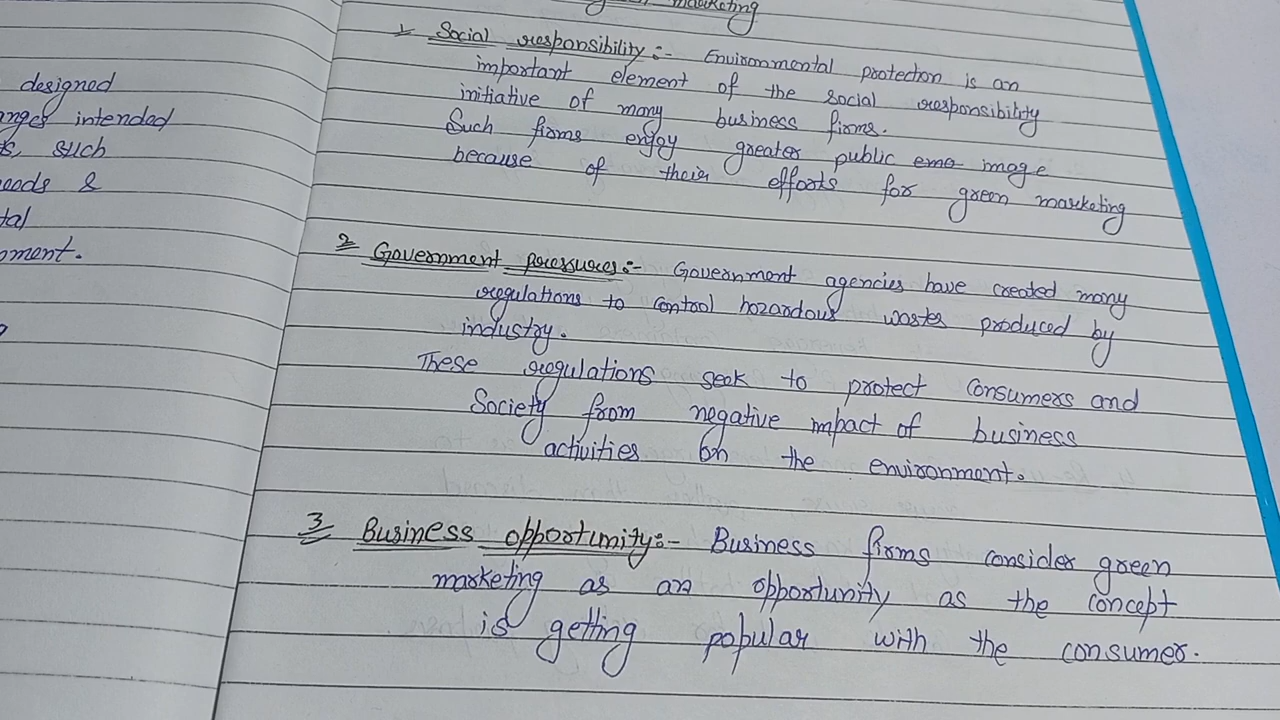 designed
intended
such
&
green marketing
1 Social responsibility :- Environmental protection is an
important element of the social responsibility
initiative of many business firms.
Such firms enjoy greater public image
because of their efforts for green marketing
2 Government pressures :- Government agencies have created many
regulations to control hazardous wastes produced by
industry.
These regulations seek to protect consumers and
Society from negative impact of business
activities on the environment.
3 Business opportunity :- Business firms consider green
marketing as an opportunity as the concept
is getting popular with the consumer.